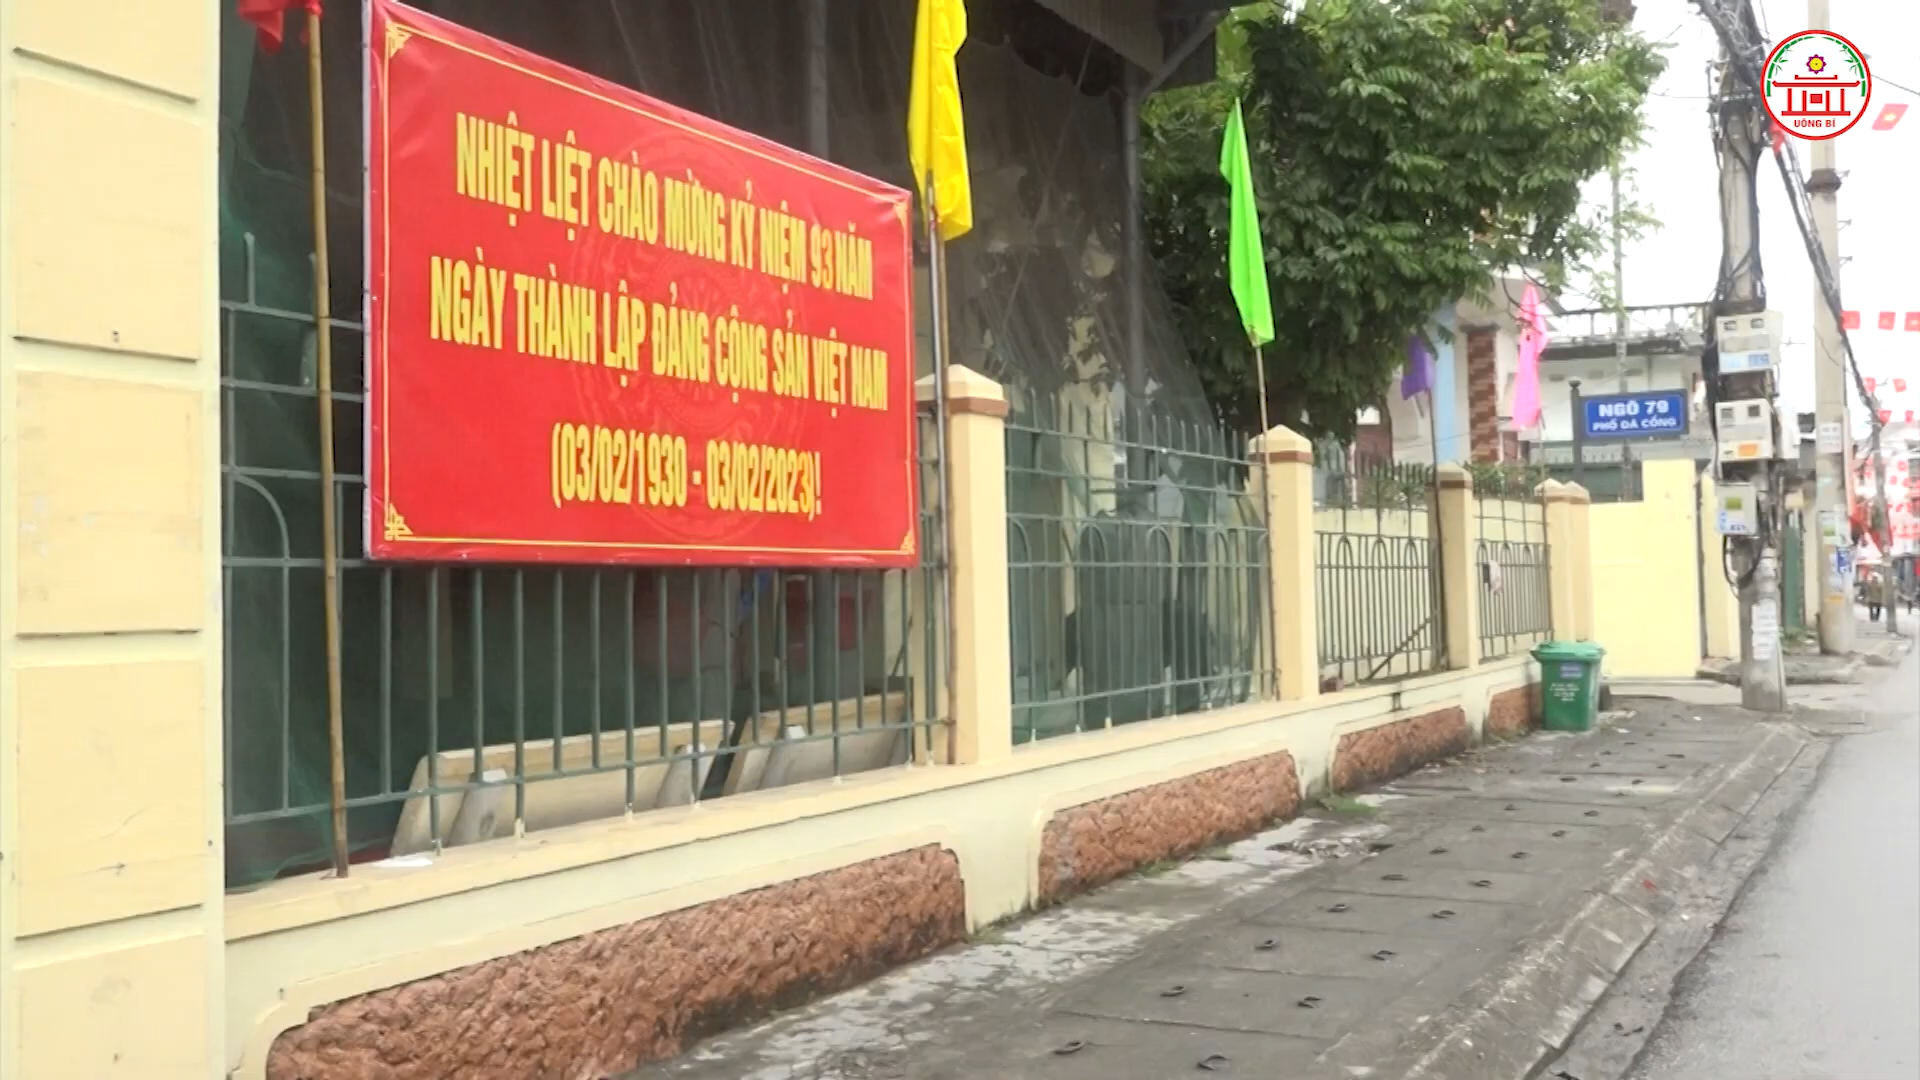 NHIỆT LIỆT CHÀO MỪNG KỶ NIỆM 93 NĂM
NGÀY THÀNH LẬP ĐẢNG CỘNG SẢN VIỆT NAM
(03/02/1930 - 03/02/2023)!
NGÕ 79
PHỐ ĐÁ CỔNG
UÔNG BÍ